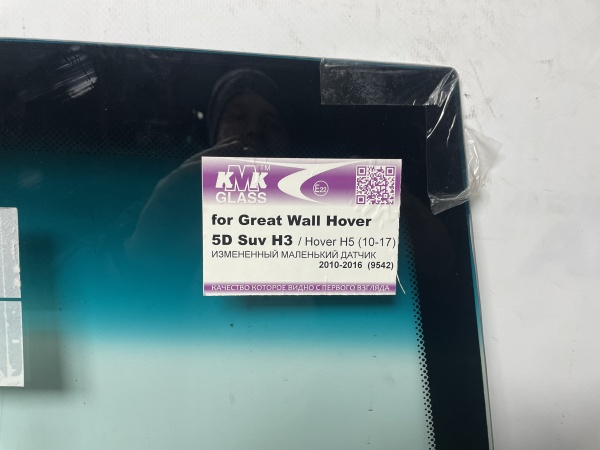 KMK™
GLASS
E22
for Great Wall Hover
5D Suv H3 / Hover H5 (10-17)
ИЗМЕНЕННЫЙ МАЛЕНЬКИЙ ДАТЧИК
2010-2016 (9542)
КАЧЕСТВО КОТОРОЕ ВИДНО С ПЕРВОГО ВЗГЛЯДА